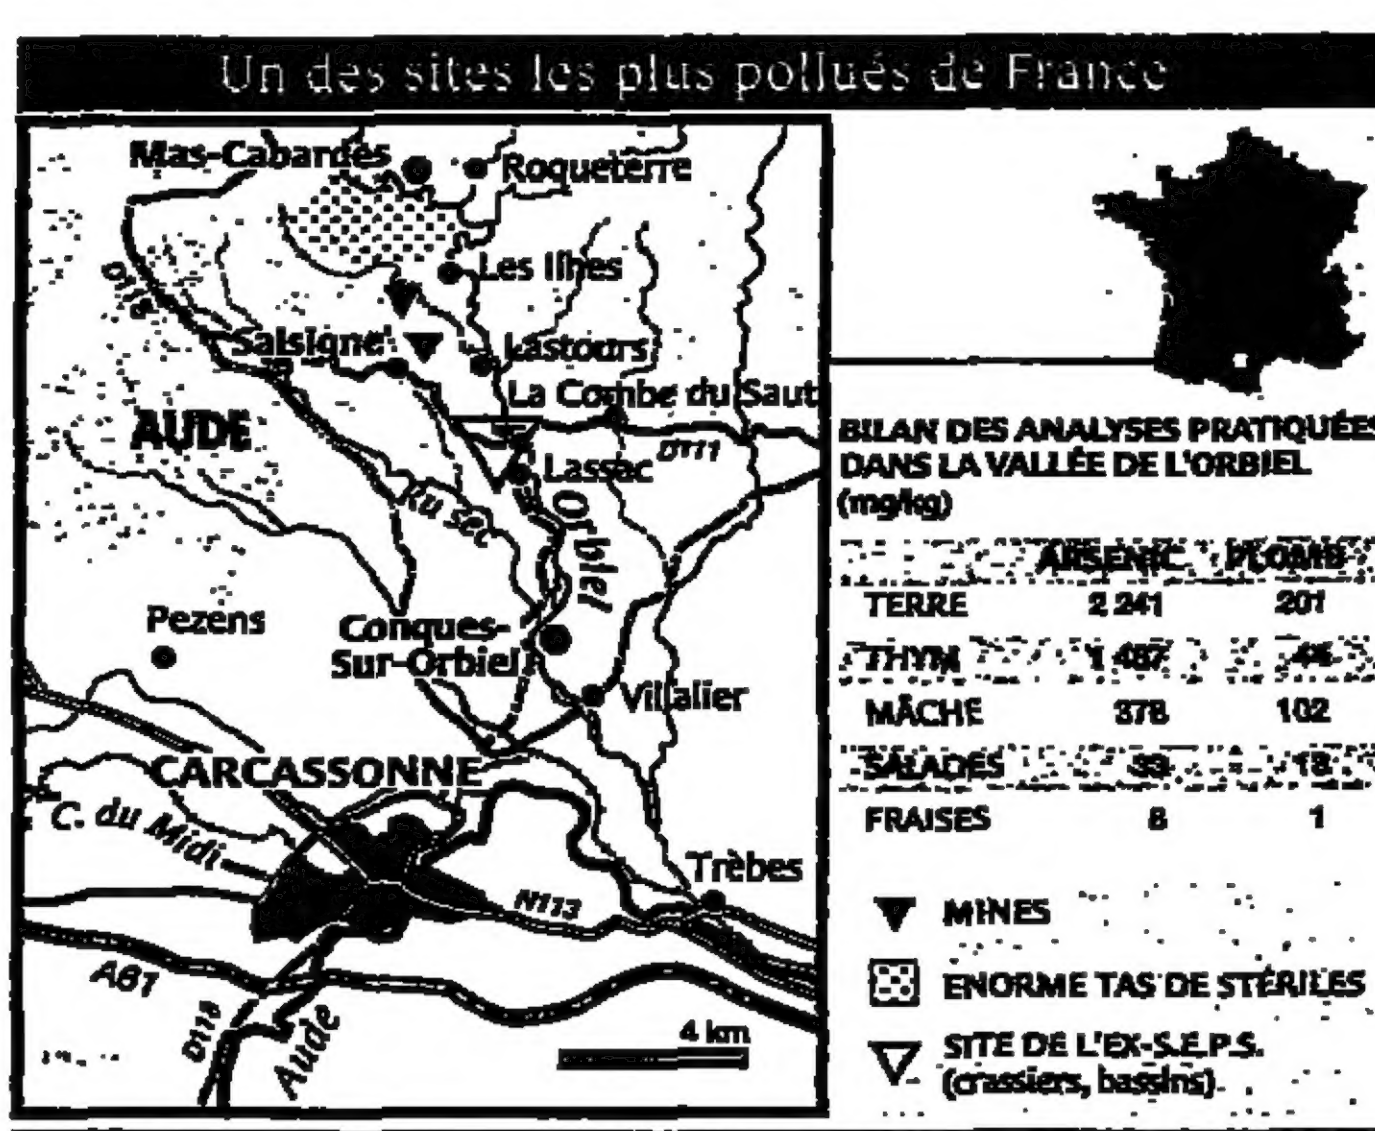 Un des sites les plus pollués de France
Mas-Cabardès
Roqueterre
Les Ilhes
D118
Salsigne
Lastours
La Combe du Saut
AUDE
D111
Lassac
Ru sec
Orbiel
Pezens
Conques-
Sur-Orbiel
Villalier
CARCASSONNE
C. du Midi
Trèbes
N113
A61
D118
Aude
4 km
BILAN DES ANALYSES PRATIQUÉES
DANS LA VALLÉE DE L'ORBIEL
(mg/kg)
ARSENIC PLOMB
TERRE 2 241 201
THYM 1 487 44
MÂCHE 378 102
SALADES 33 18
FRAISES 8 1
MINES
ENORME TAS DE STÉRILES
SITE DE L'EX-S.E.P.S.
(crassiers, bassins)